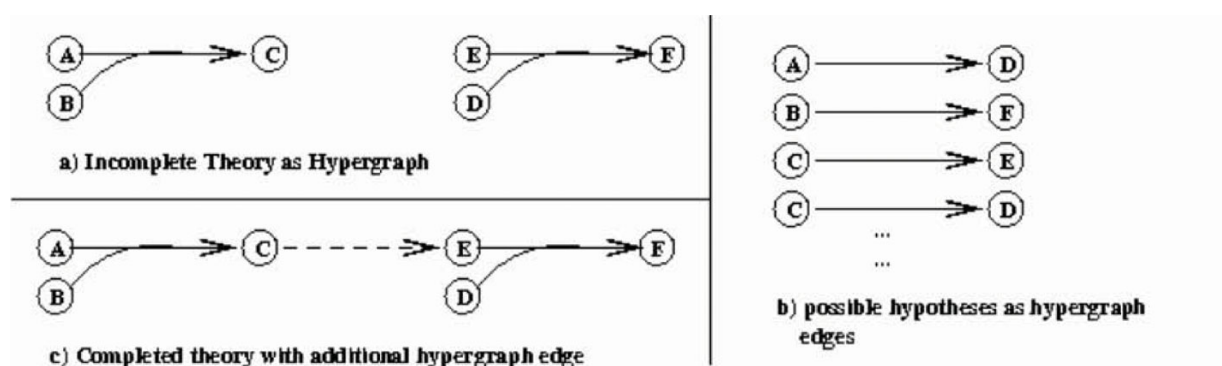 A C E F
B D
a) Incomplete Theory as Hypergraph
A C E F
B D
c) Completed theory with additional hypergraph edge
A D
B F
C E
C D
...
...
b) possible hypotheses as hypergraph
edges